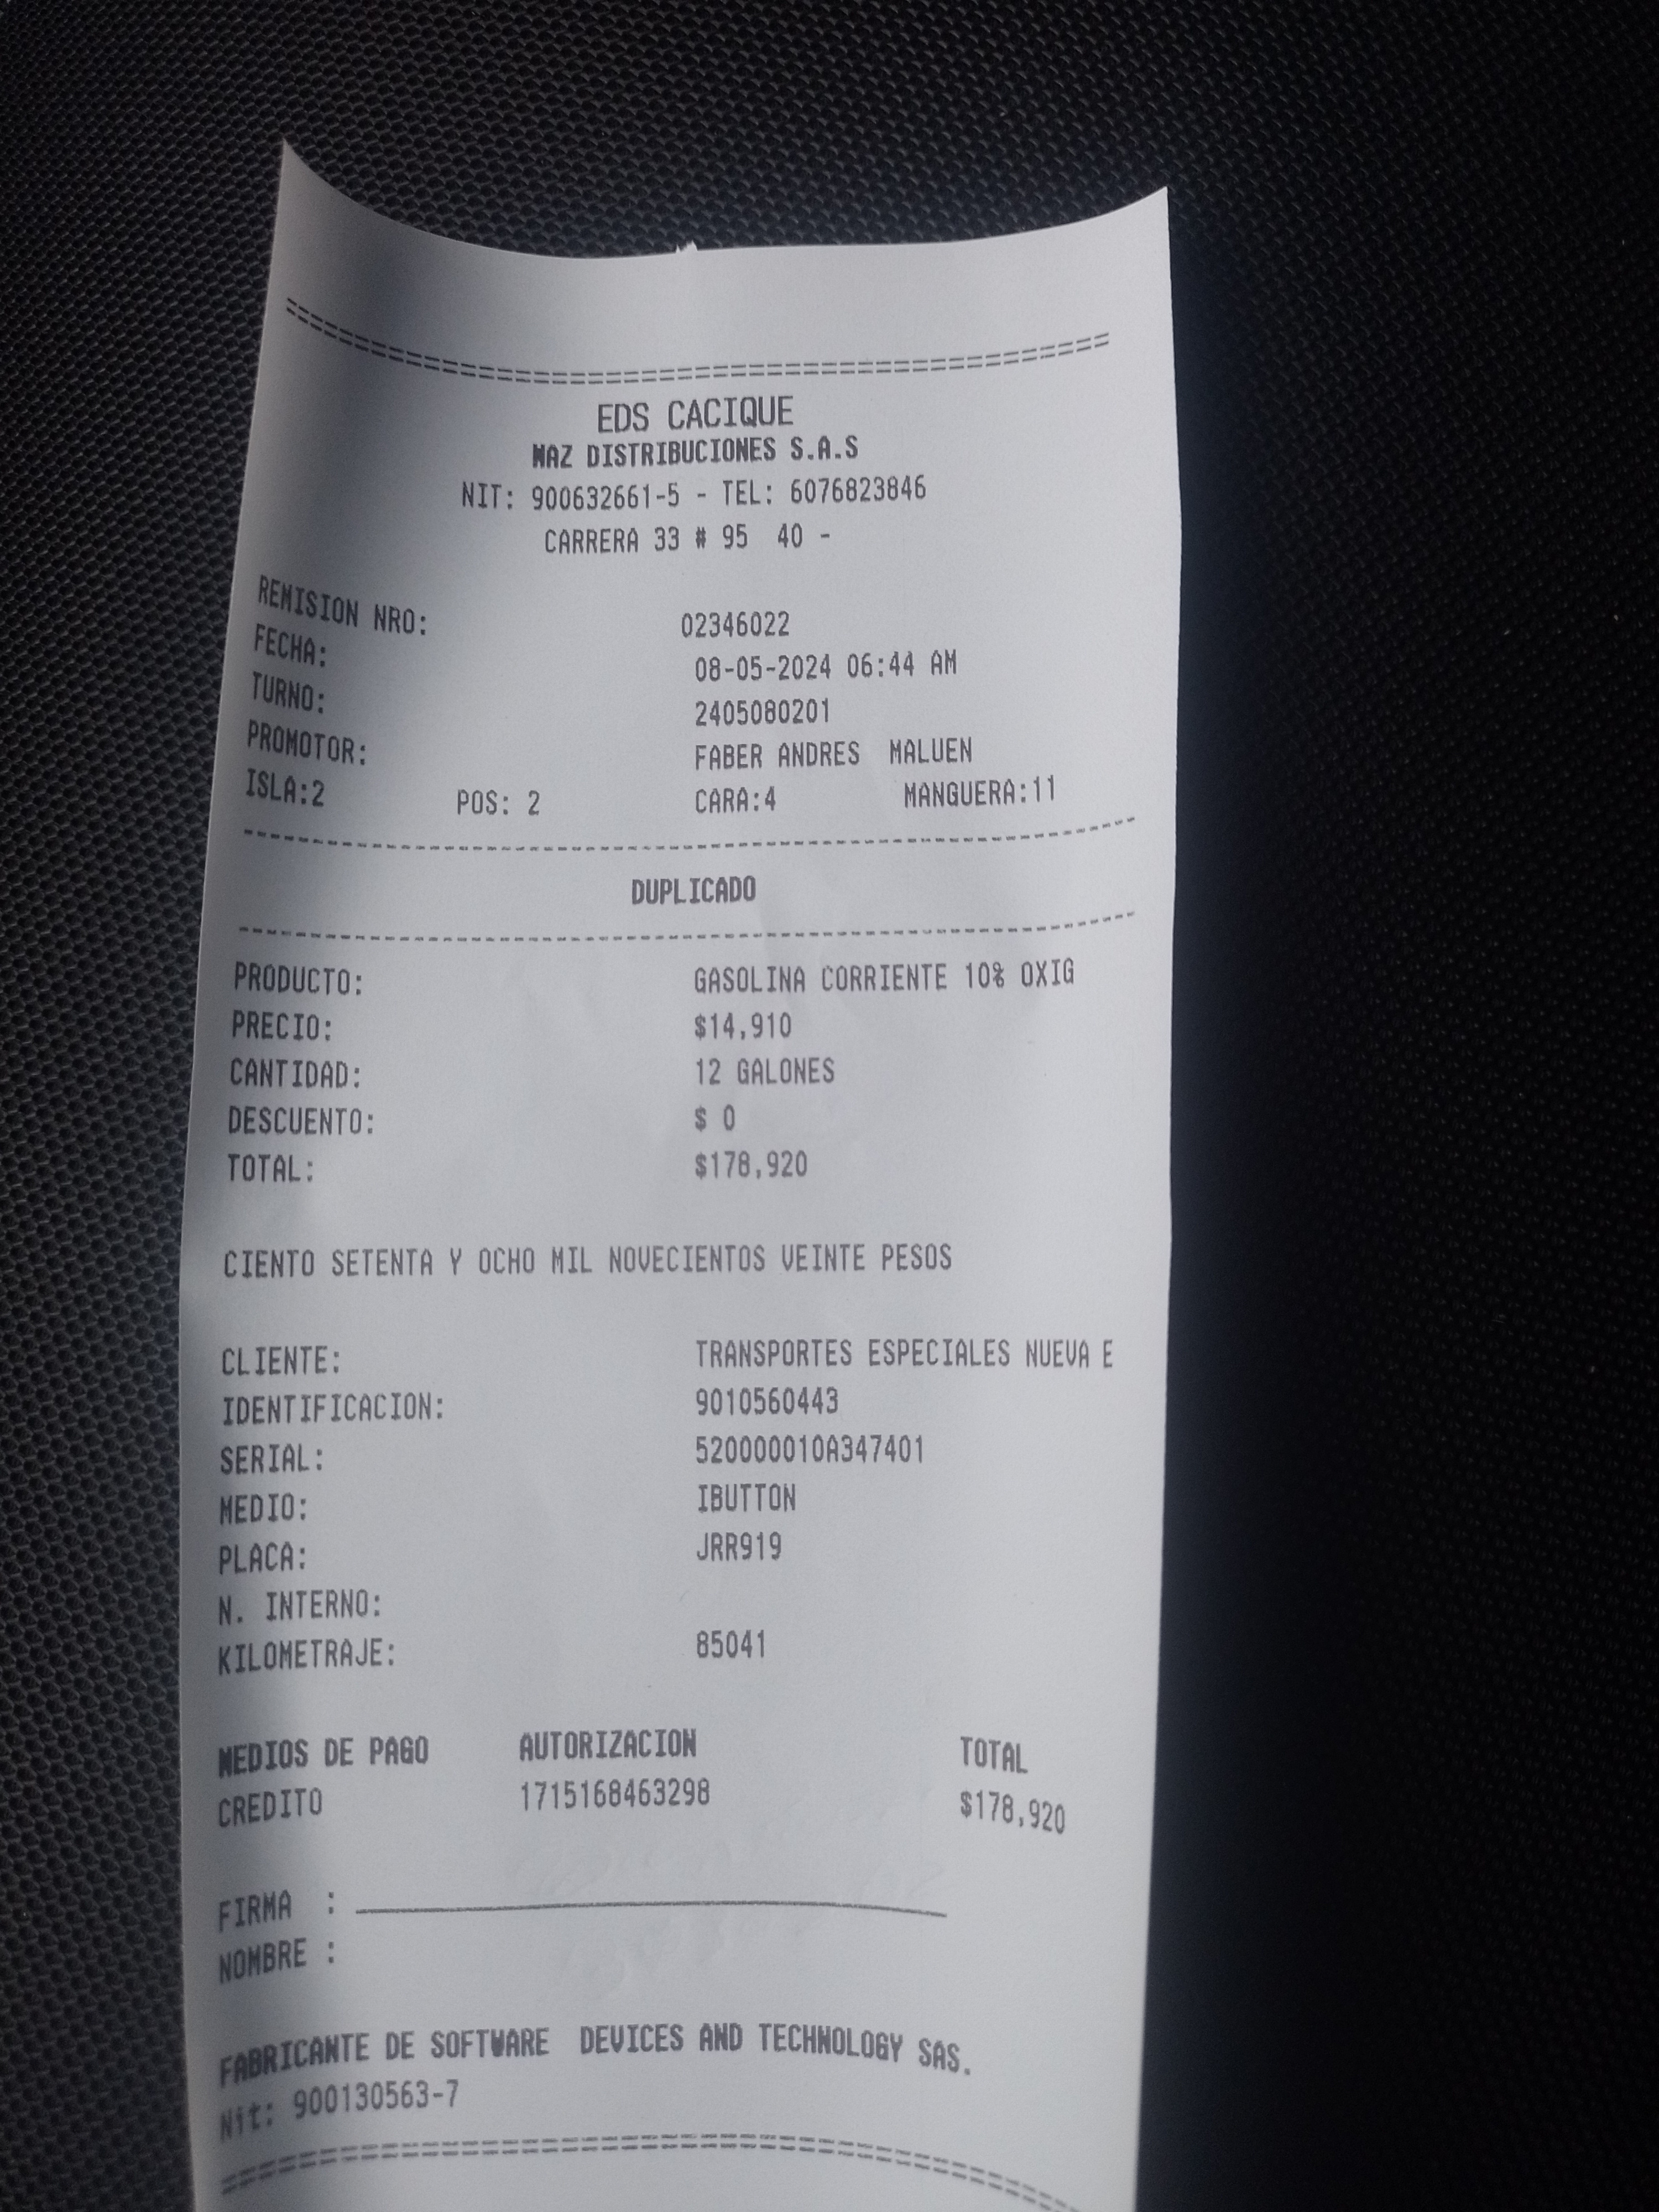 EDS CACIQUE
MAZ DISTRIBUCIONES S.A.S
NIT: 900632661-5 - TEL: 6076823846
CARRERA 33 # 95 40 -
REMISION NRO: 02346022
FECHA: 08-05-2024 06:44 AM
TURNO: 2405080201
PROMOTOR: FABER ANDRES MALUEN
ISLA:2 POS: 2 CARA:4 MANGUERA:11
DUPLICADO
PRODUCTO: GASOLINA CORRIENTE 10% OXIG
PRECIO: $14,910
CANTIDAD: 12 GALONES
DESCUENTO: $ 0
TOTAL: $178,920
CIENTO SETENTA Y OCHO MIL NOVECIENTOS VEINTE PESOS
CLIENTE: TRANSPORTES ESPECIALES NUEVA E
IDENTIFICACION: 9010560443
SERIAL: 520000010A347401
MEDIO: IBUTTON
PLACA: JRR919
N. INTERNO:
KILOMETRAJE: 85041
MEDIOS DE PAGO AUTORIZACION TOTAL
CREDITO 1715168463298 $178,920
FIRMA :
NOMBRE :
FABRICANTE DE SOFTWARE DEVICES AND TECHNOLOGY SAS.
Nit: 900130563-7